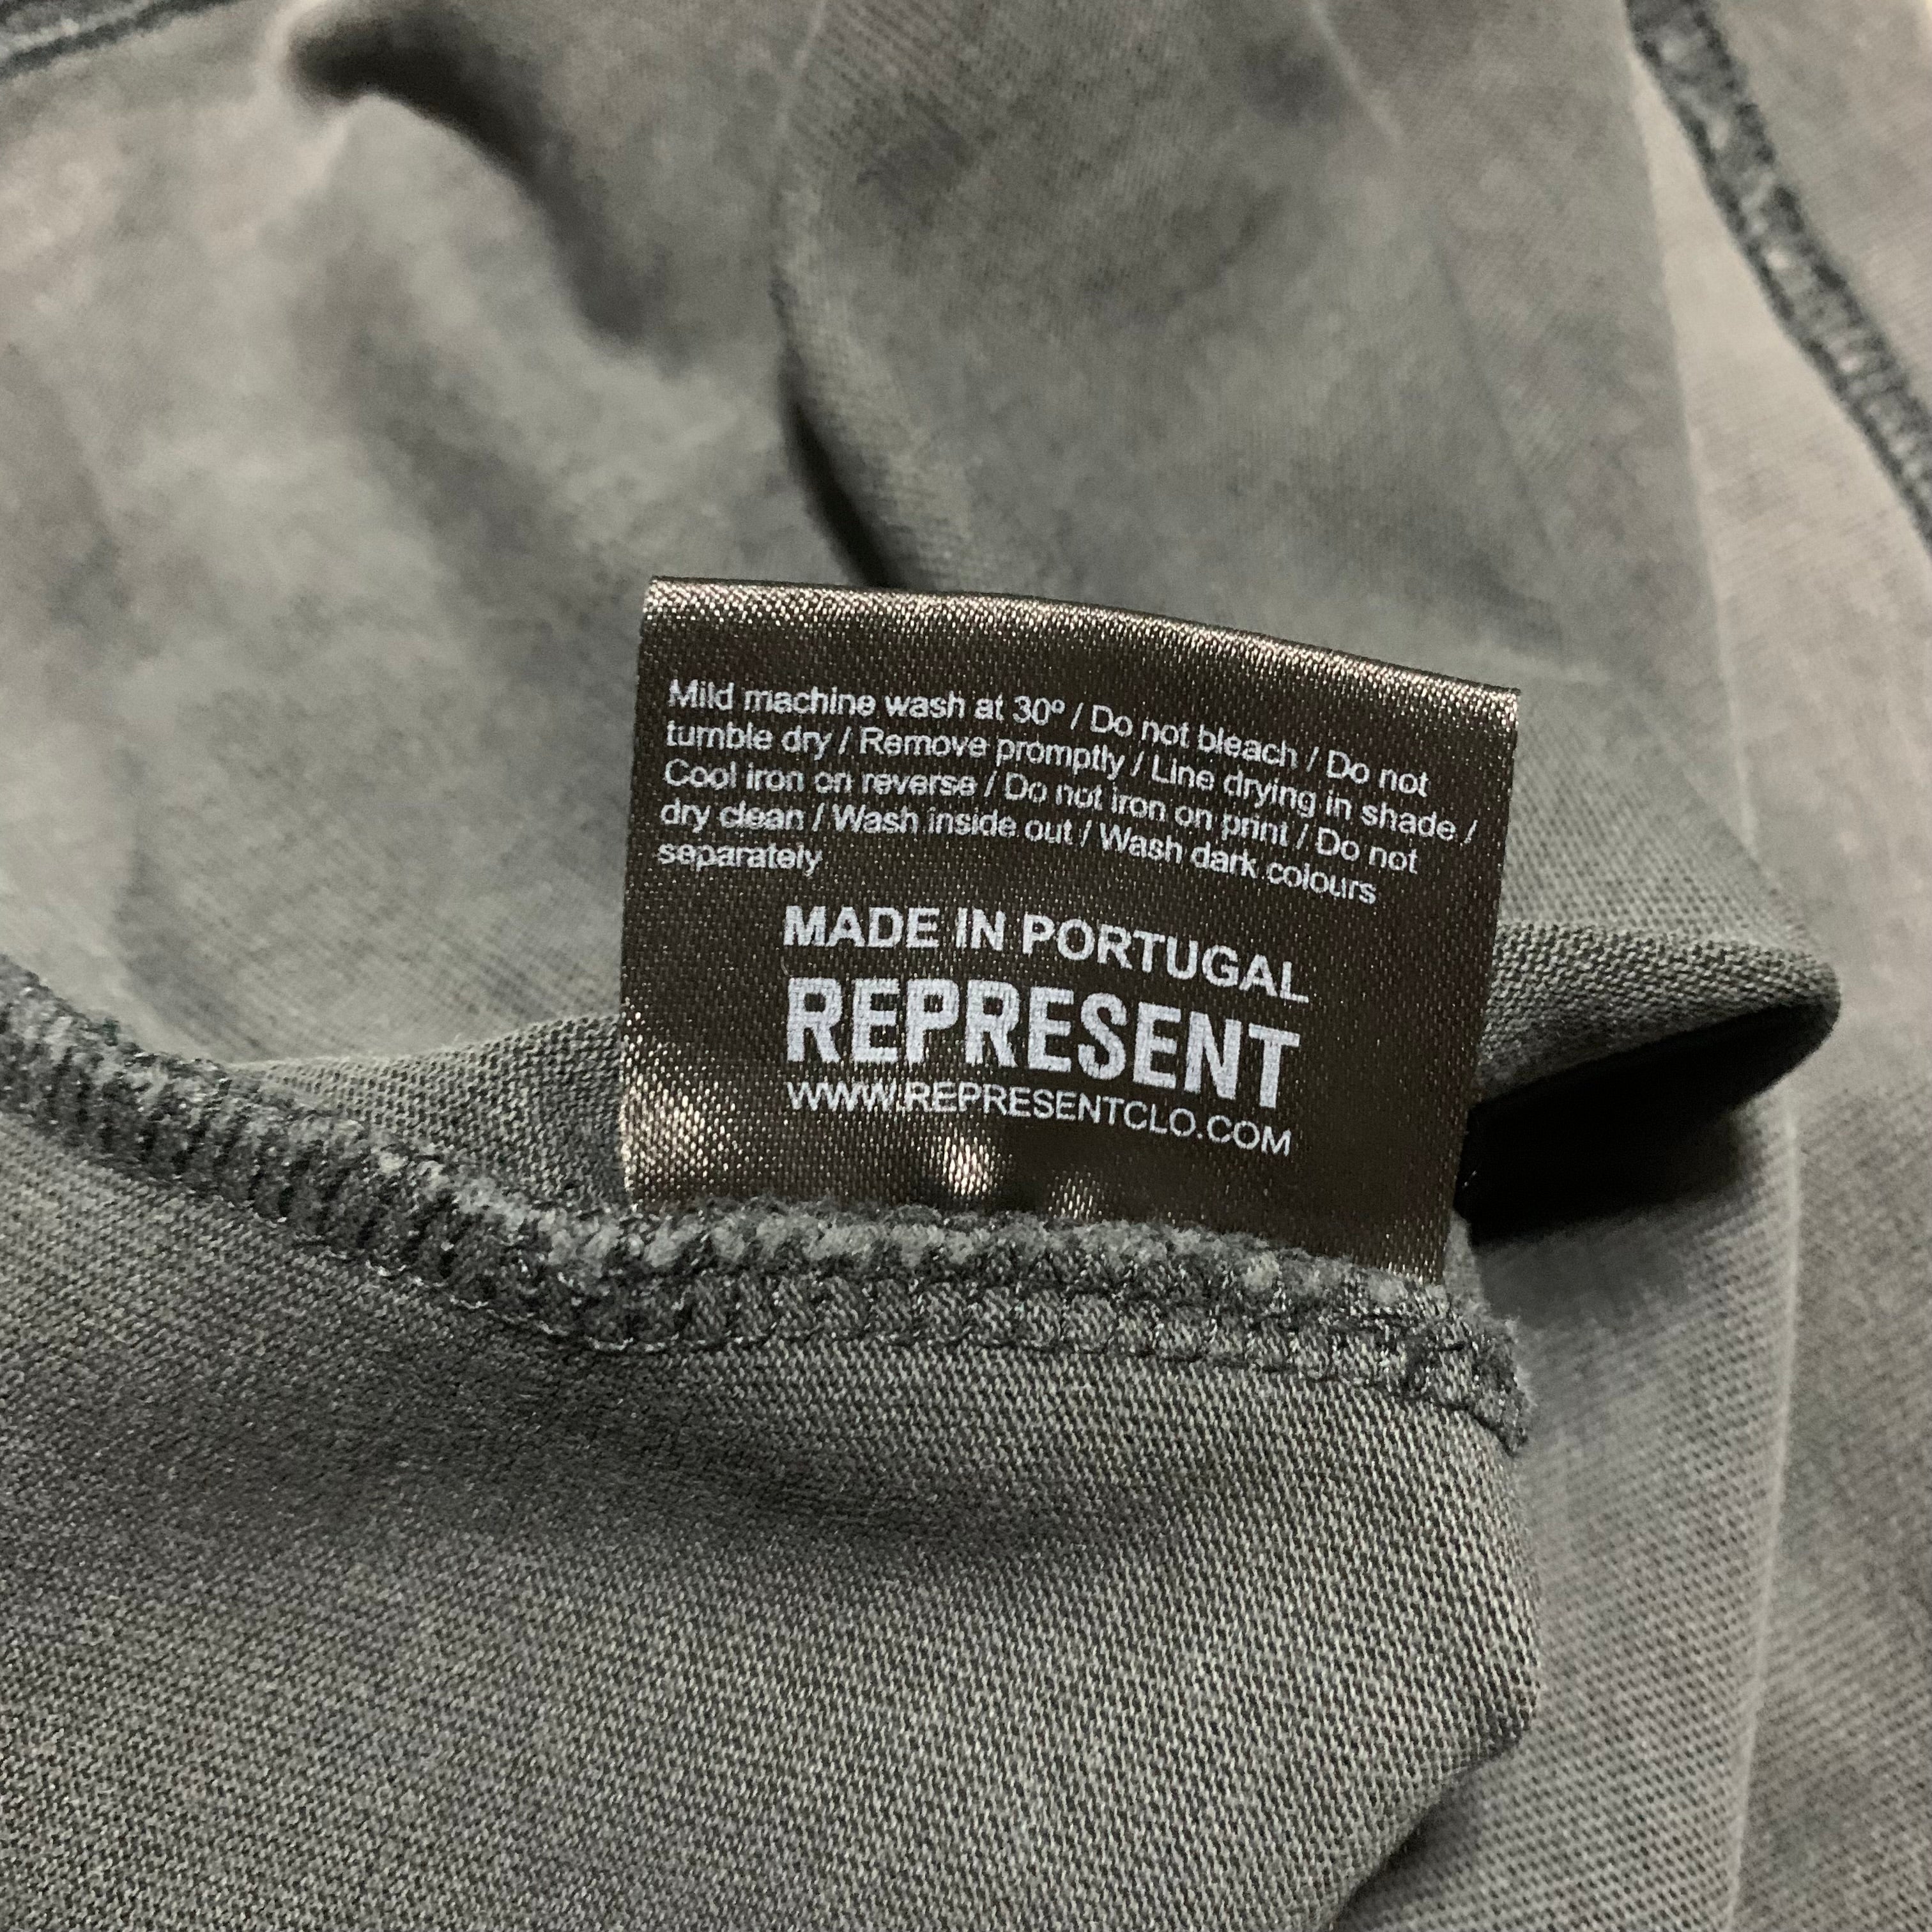 Mild machine wash at 30º / Do not bleach / Do not
tumble dry / Remove promptly / Line drying in shade /
Cool iron on reverse / Do not iron on print / Do not
dry clean / Wash inside out / Wash dark colours
separately
MADE IN PORTUGAL
REPRESENT
WWW.REPRESENTCLO.COM